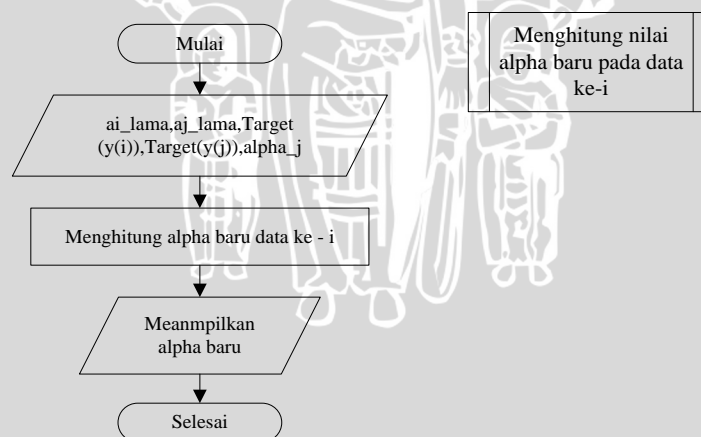 Mulai
Menghitung nilai
alpha baru pada data
ke-i
ai_lama,aj_lama,Target
(y(i)),Target(y(j)),alpha_j
Menghitung alpha baru data ke - i
Meanmpilkan
alpha baru
Selesai